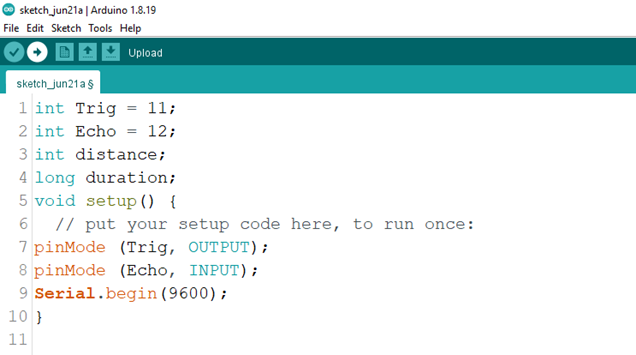 sketch_jun21a | Arduino 1.8.19
File Edit Sketch Tools Help
Upload
sketch_jun21a §
1 int Trig = 11;
2 int Echo = 12;
3 int distance;
4 long duration;
5 void setup() {
6   // put your setup code here, to run once:
7 pinMode (Trig, OUTPUT);
8 pinMode (Echo, INPUT);
9 Serial.begin(9600);
10 }
11